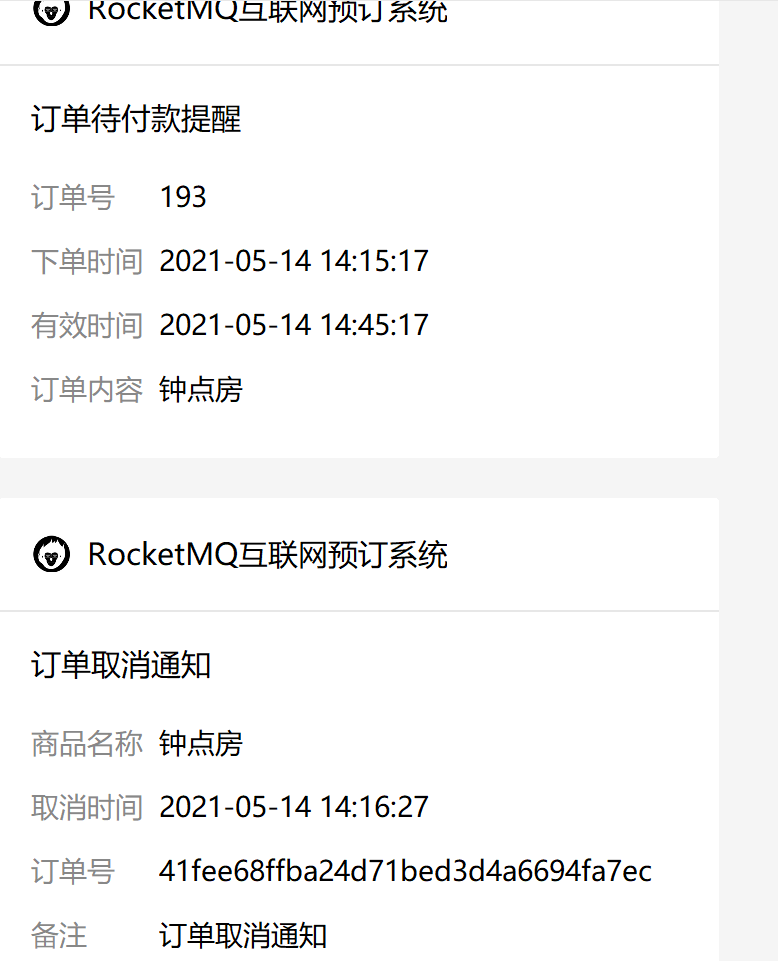 RocketMQ互联网预订系统
订单待付款提醒
订单号 193
下单时间 2021-05-14 14:15:17
有效时间 2021-05-14 14:45:17
订单内容 钟点房
RocketMQ互联网预订系统
订单取消通知
商品名称 钟点房
取消时间 2021-05-14 14:16:27
订单号 41fee68ffba24d71bed3d4a6694fa7ec
备注 订单取消通知